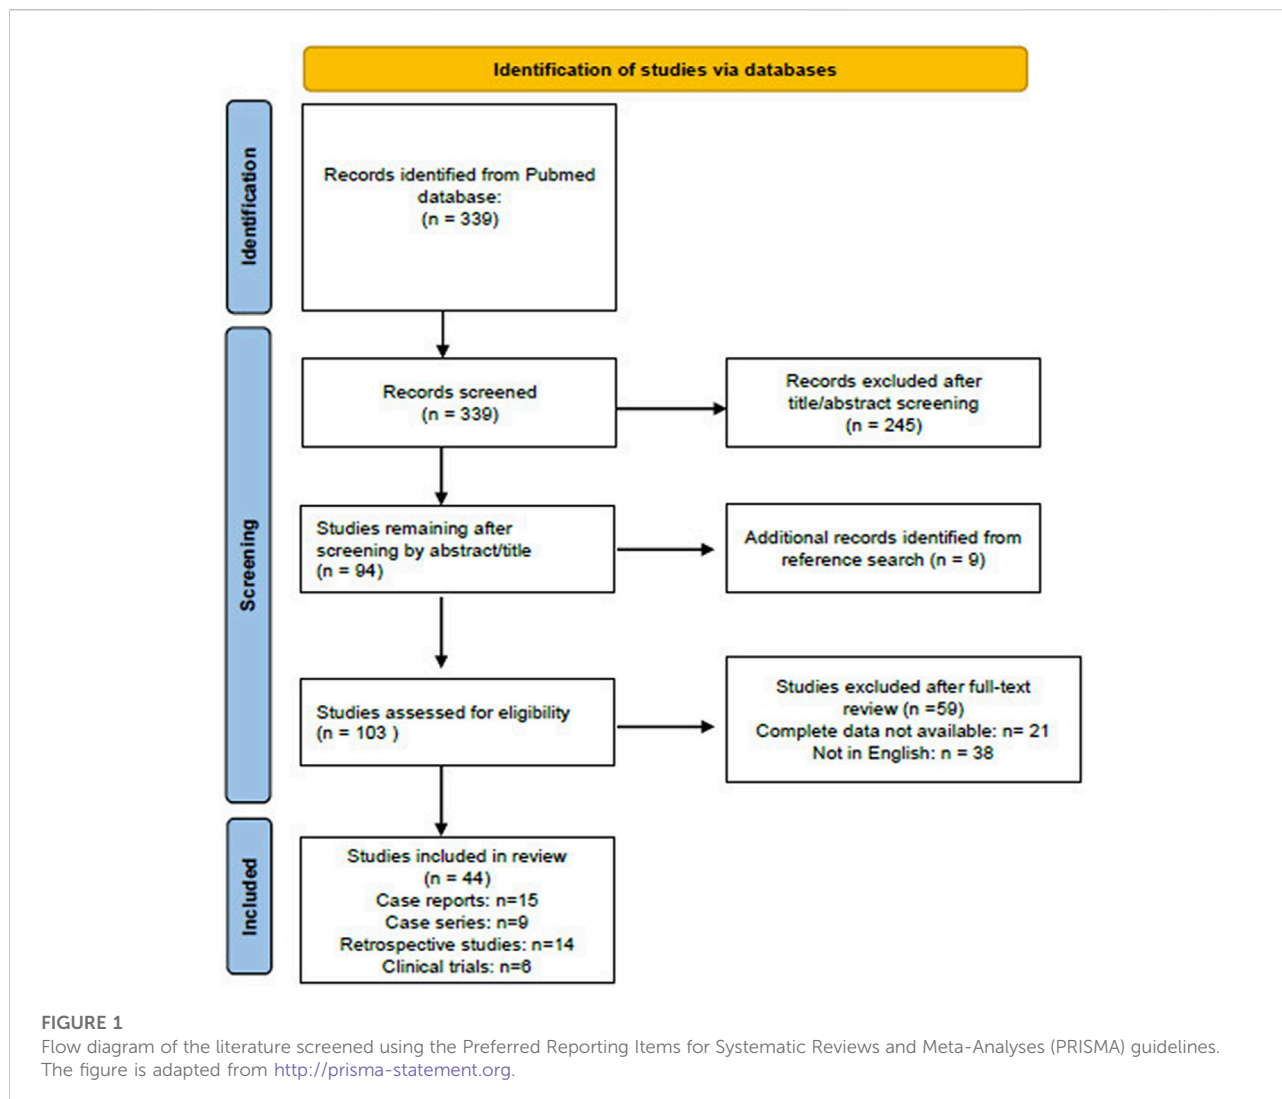 Identification of studies via databases
Identification
Records identified from Pubmed
database:
(n = 339)
Screening
Records screened
(n = 339)
Records excluded after
title/abstract screening
(n = 245)
Studies remaining after
screening by abstract/title
(n = 94)
Additional records identified from
reference search (n = 9)
Studies assessed for eligibility
(n = 103 )
Studies excluded after full-text
review (n =59)
Complete data not available: n= 21
Not in English: n = 38
Included
Studies included in review
(n = 44)
Case reports: n=15
Case series: n=9
Retrospective studies: n=14
Clinical trials: n=6
FIGURE 1
Flow diagram of the literature screened using the Preferred Reporting Items for Systematic Reviews and Meta-Analyses (PRISMA) guidelines.
The figure is adapted from http://prisma-statement.org.